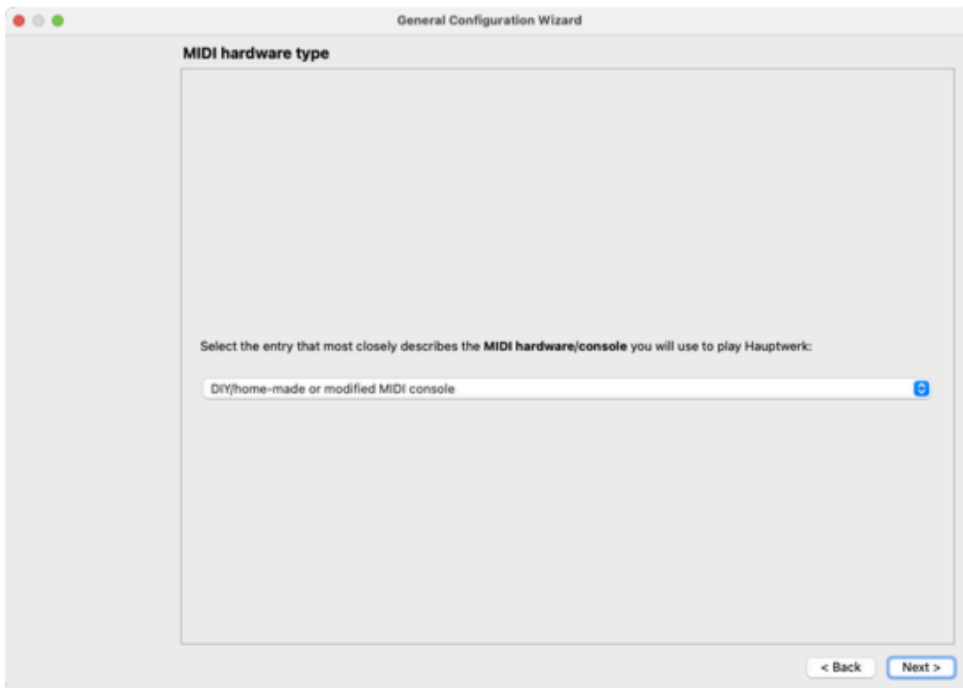 General Configuration Wizard
MIDI hardware type
Select the entry that most closely describes the MIDI hardware/console you will use to play Hauptwerk:
DIY/home-made or modified MIDI console
< Back Next >